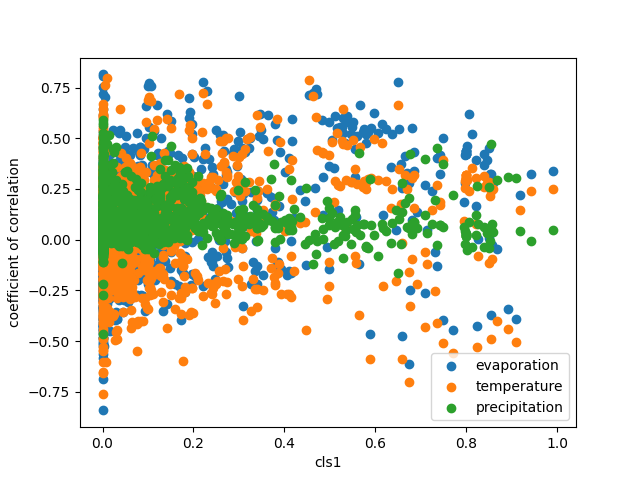 0.75
0.50
0.25
0.00
−0.25
−0.50
−0.75
coefficient of correlation
0.0 0.2 0.4 0.6 0.8 1.0
cls1
evaporation
temperature
precipitation